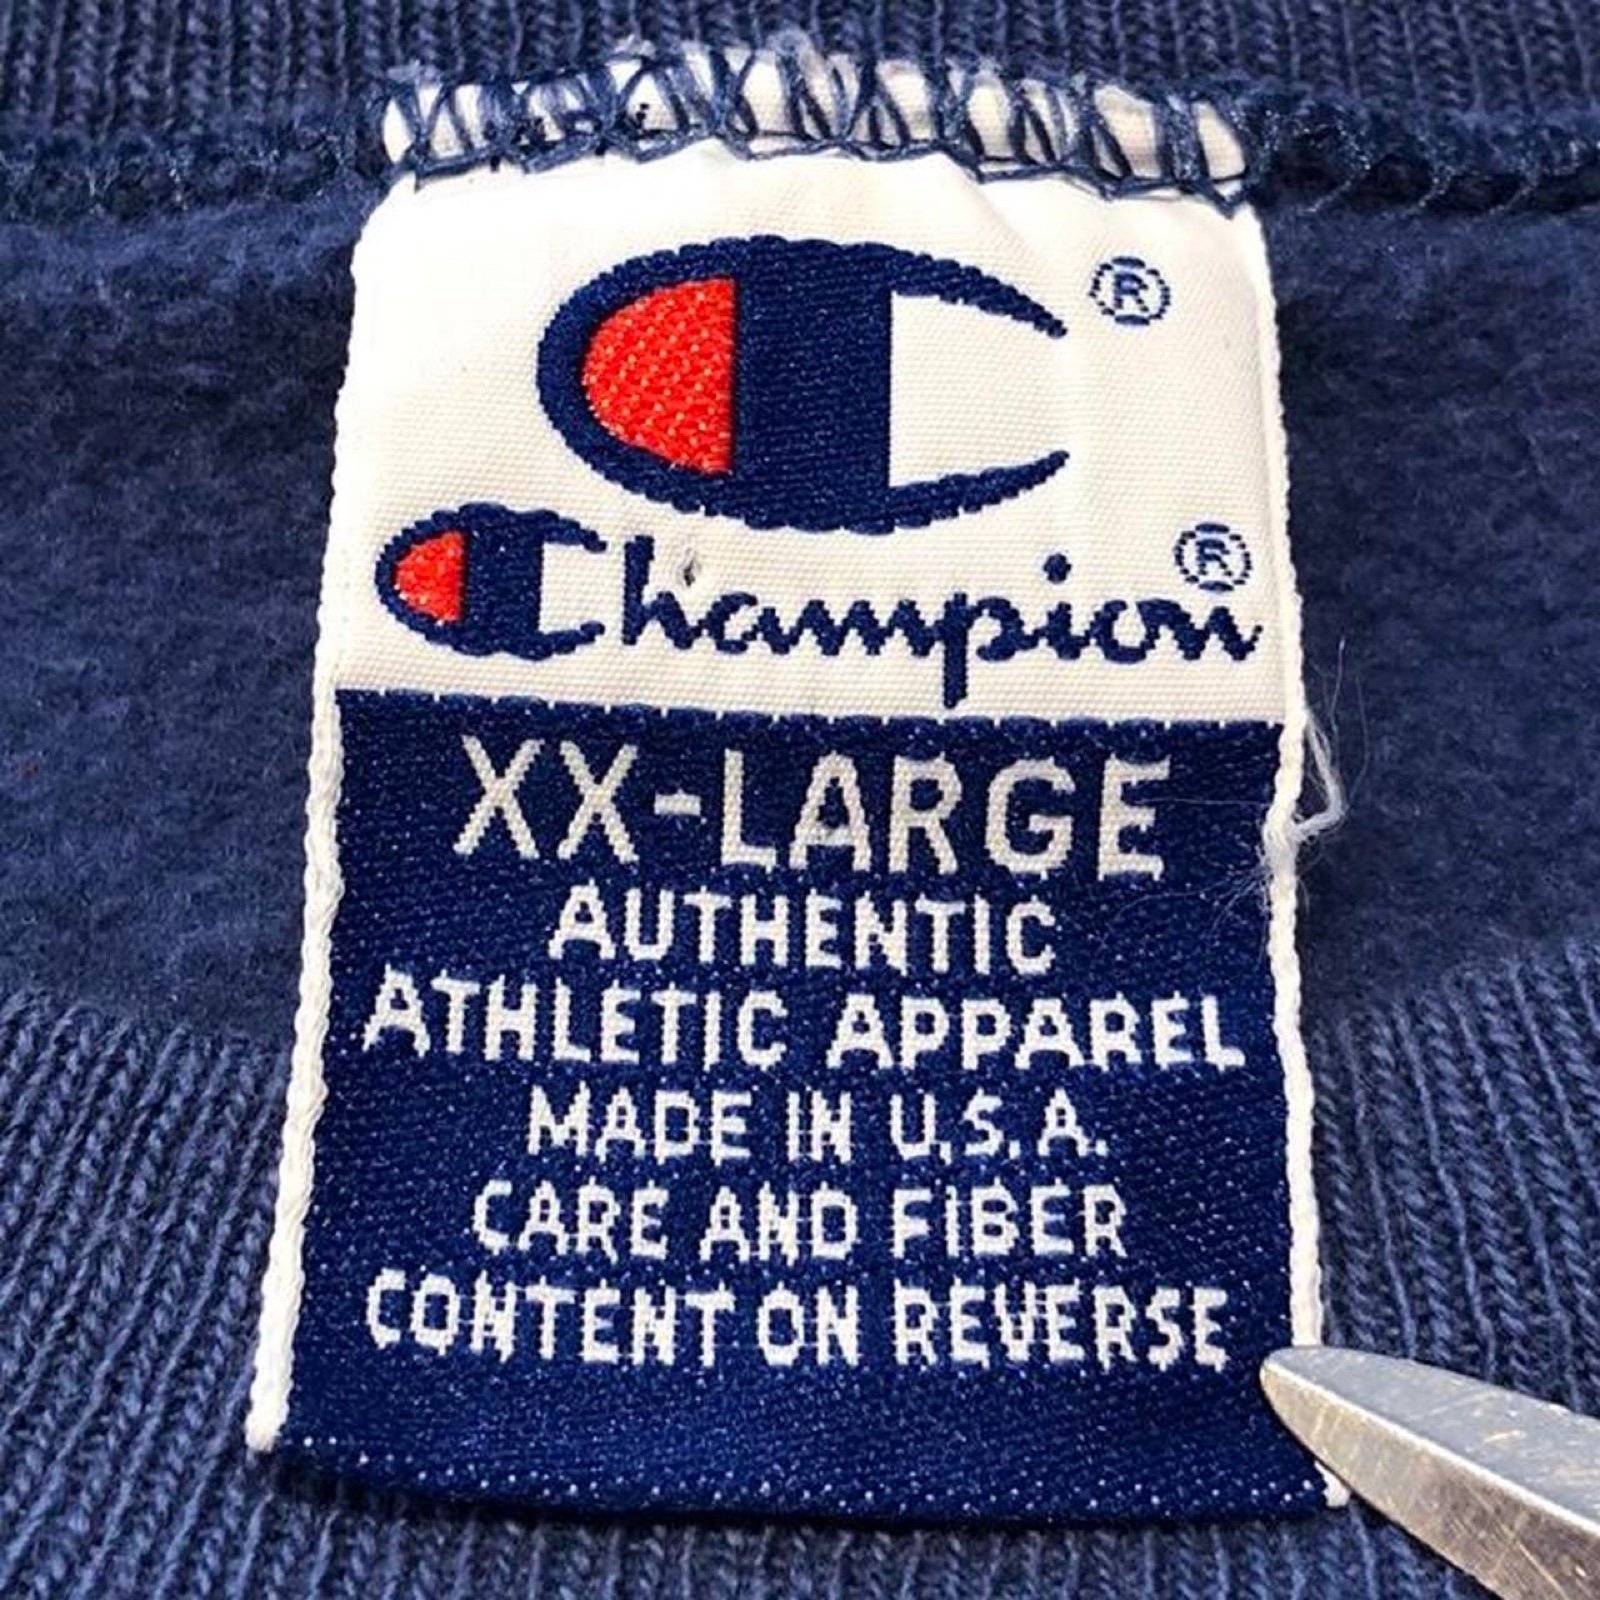 C®
Champion®
XX-LARGE
AUTHENTIC
ATHLETIC APPAREL
MADE IN U.S.A.
CARE AND FIBER
CONTENT ON REVERSE